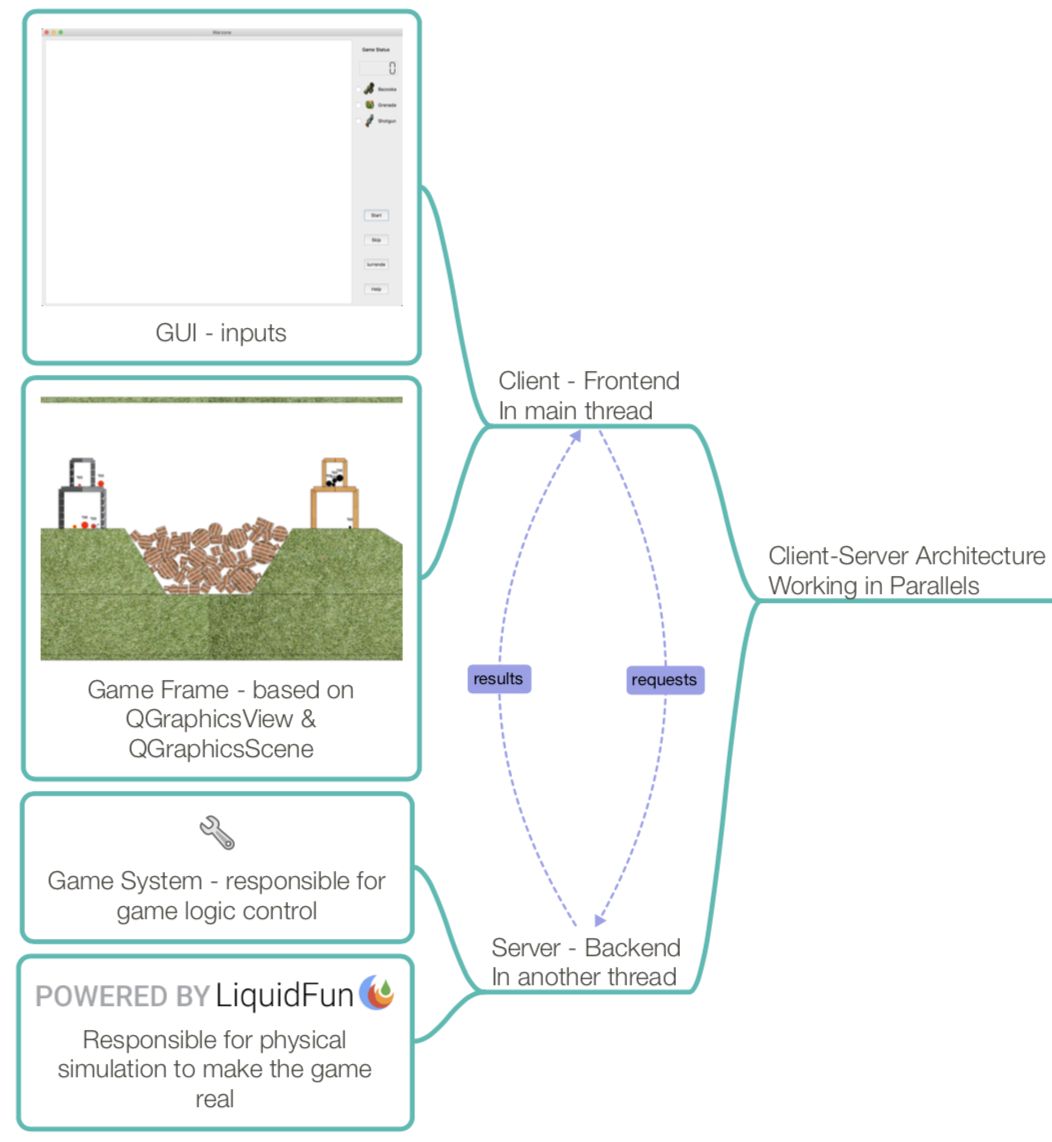 Warzone
Game Status
0
Bazooka
Grenade
Shotgun
Start
Skip
Help
GUI - inputs
Game Frame - based on
QGraphicsView &
QGraphicsScene
Game System - responsible for
game logic control
POWERED BY LiquidFun
Responsible for physical
simulation to make the game
real
Client - Frontend
In main thread
results
requests
Server - Backend
In another thread
Client-Server Architecture
Working in Parallels